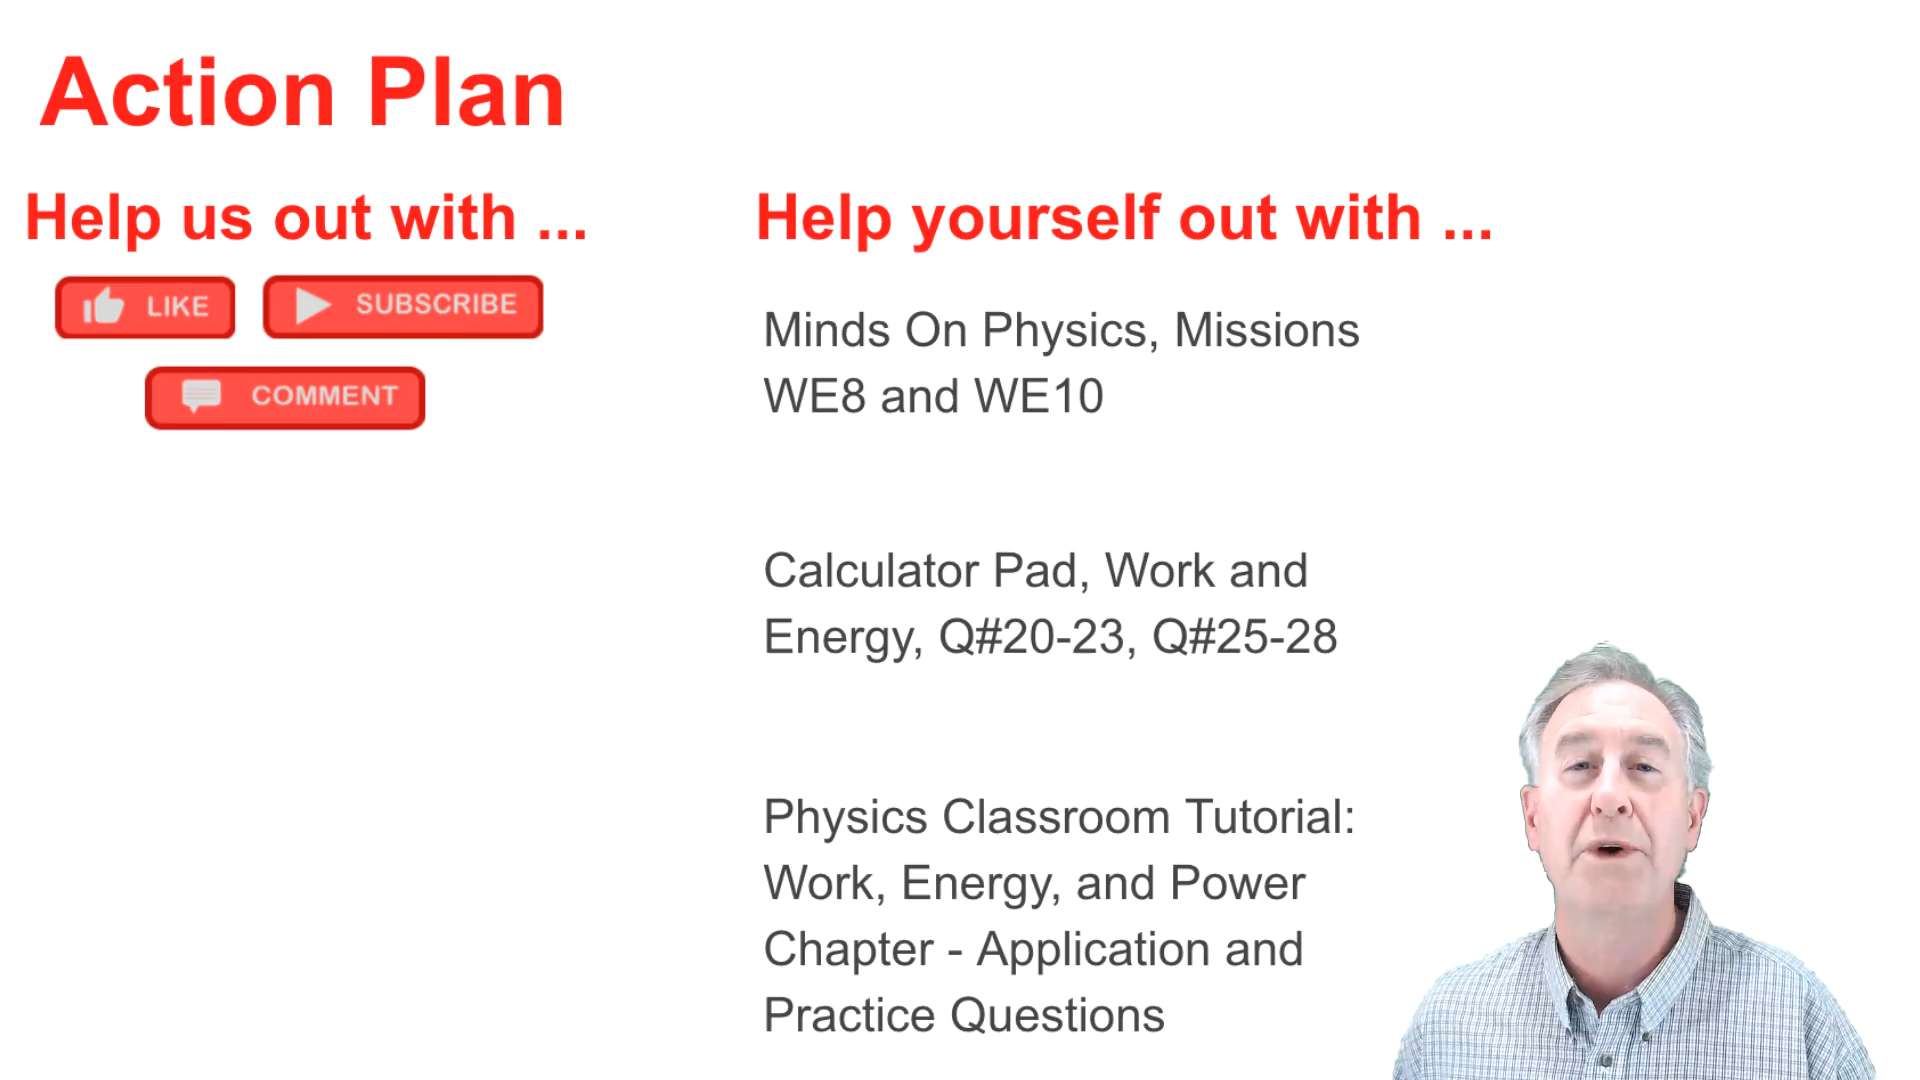 Action Plan
Help us out with ...
LIKE
SUBSCRIBE
COMMENT
Help yourself out with ...
Minds On Physics, Missions
WE8 and WE10
Calculator Pad, Work and
Energy, Q#20-23, Q#25-28
Physics Classroom Tutorial:
Work, Energy, and Power
Chapter - Application and
Practice Questions